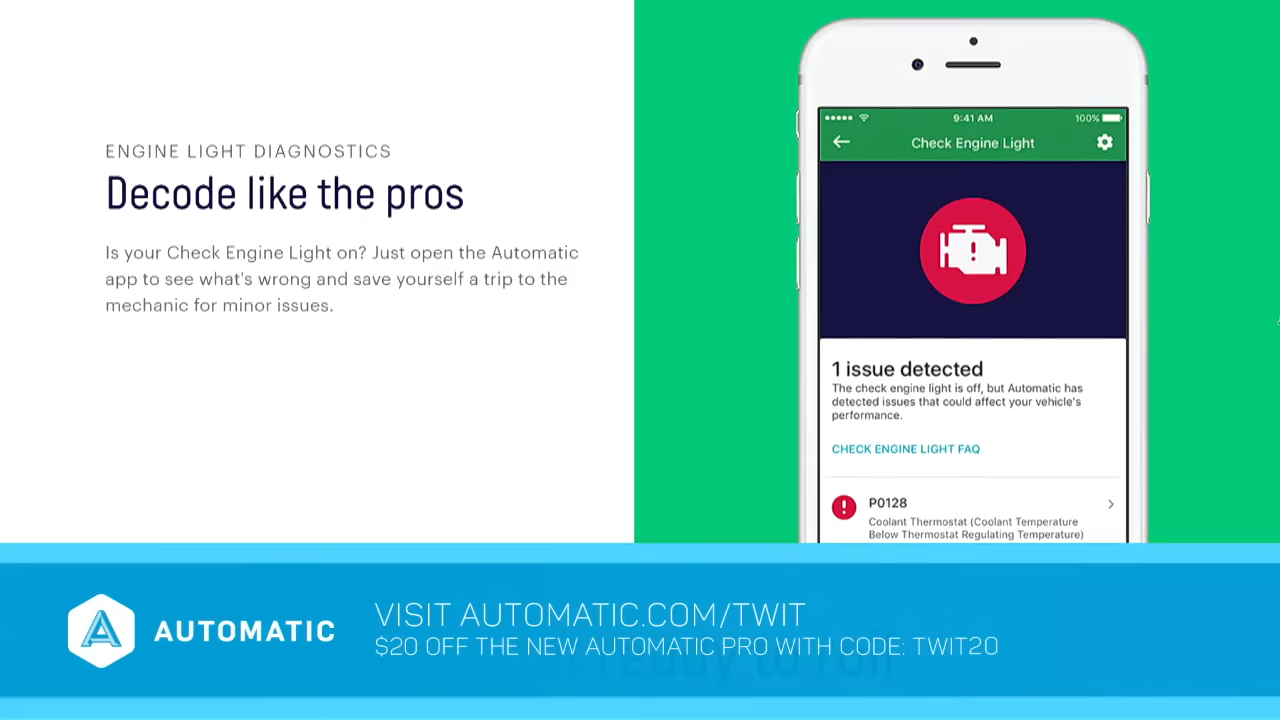 ENGINE LIGHT DIAGNOSTICS
Decode like the pros
Is your Check Engine Light on? Just open the Automatic
app to see what's wrong and save yourself a trip to the
mechanic for minor issues.
9:41 AM
100%
Check Engine Light
1 issue detected
The check engine light is off, but Automatic has
detected issues that could affect your vehicle's
performance.
CHECK ENGINE LIGHT FAQ
P0128
Coolant Thermostat (Coolant Temperature
Below Thermostat Regulating Temperature)
AUTOMATIC
VISIT AUTOMATIC.COM/TWIT
$20 OFF THE NEW AUTOMATIC PRO WITH CODE: TWIT20